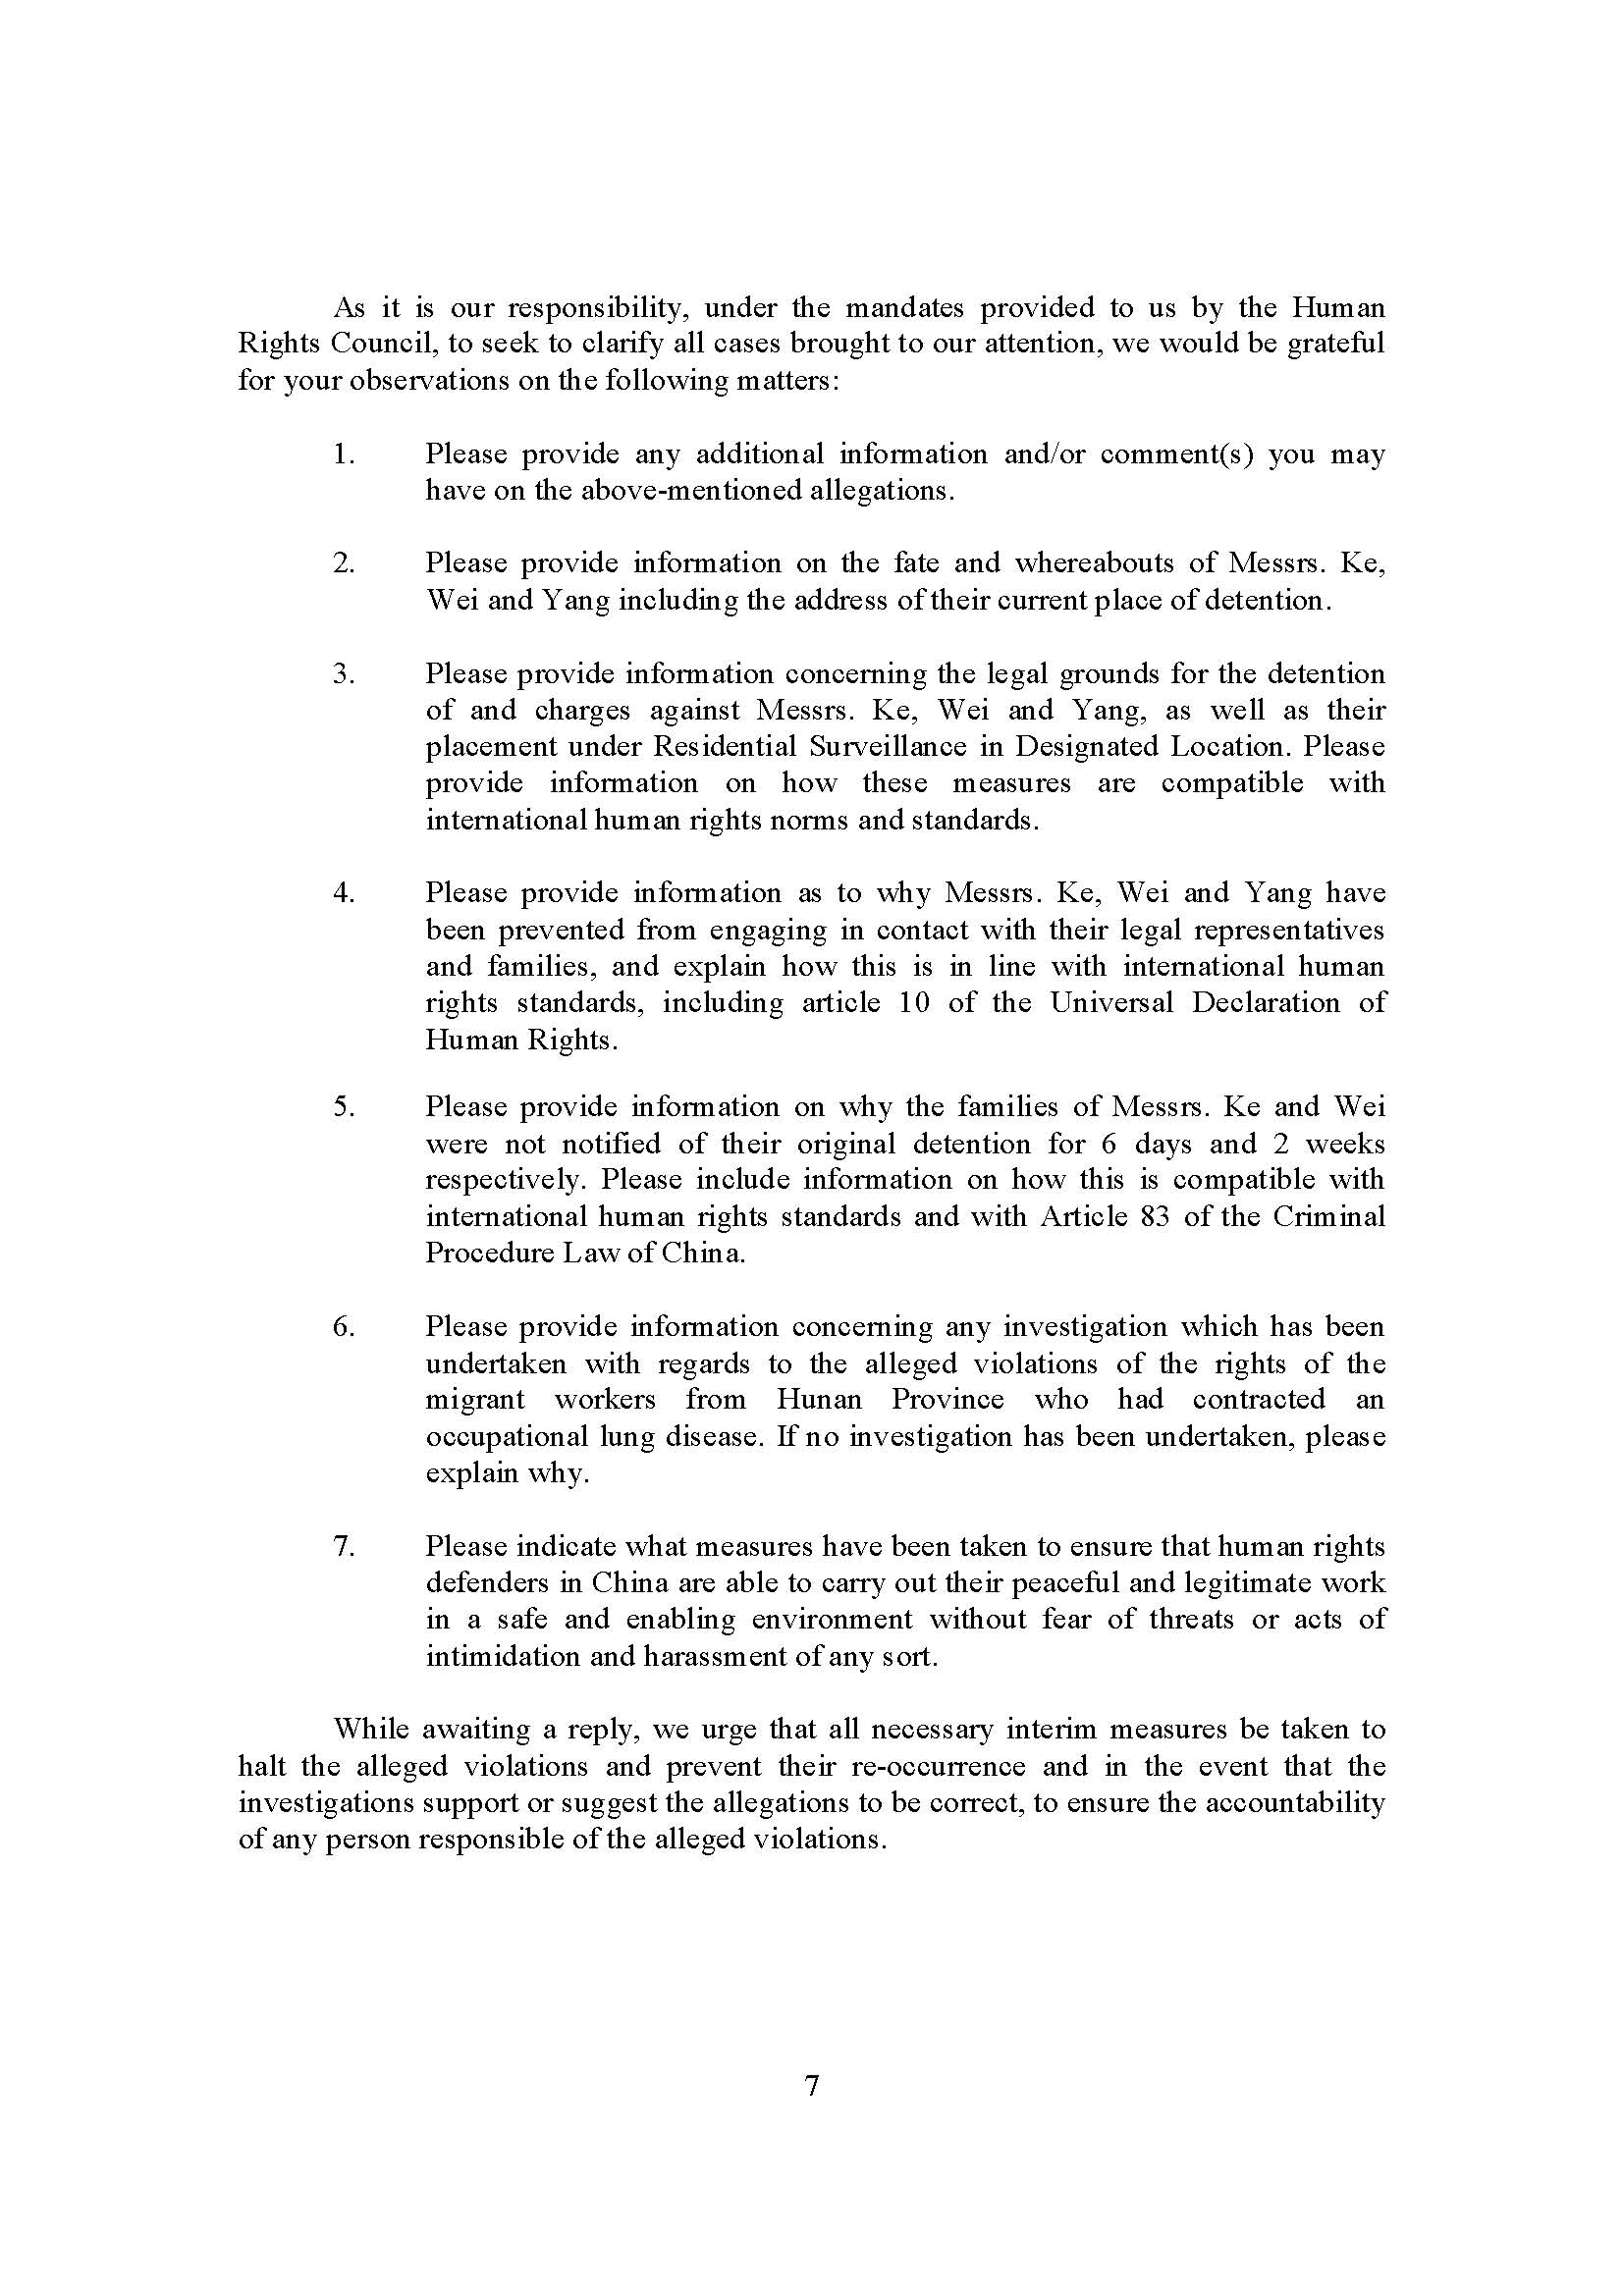 As it is our responsibility, under the mandates provided to us by the Human
Rights Council, to seek to clarify all cases brought to our attention, we would be grateful
for your observations on the following matters:
1. Please provide any additional information and/or comment(s) you may
have on the above-mentioned allegations.
2. Please provide information on the fate and whereabouts of Messrs. Ke,
Wei and Yang including the address of their current place of detention.
3. Please provide information concerning the legal grounds for the detention
of and charges against Messrs. Ke, Wei and Yang, as well as their
placement under Residential Surveillance in Designated Location. Please
provide information on how these measures are compatible with
international human rights norms and standards.
4. Please provide information as to why Messrs. Ke, Wei and Yang have
been prevented from engaging in contact with their legal representatives
and families, and explain how this is in line with international human
rights standards, including article 10 of the Universal Declaration of
Human Rights.
5. Please provide information on why the families of Messrs. Ke and Wei
were not notified of their original detention for 6 days and 2 weeks
respectively. Please include information on how this is compatible with
international human rights standards and with Article 83 of the Criminal
Procedure Law of China.
6. Please provide information concerning any investigation which has been
undertaken with regards to the alleged violations of the rights of the
migrant workers from Hunan Province who had contracted an
occupational lung disease. If no investigation has been undertaken, please
explain why.
7. Please indicate what measures have been taken to ensure that human rights
defenders in China are able to carry out their peaceful and legitimate work
in a safe and enabling environment without fear of threats or acts of
intimidation and harassment of any sort.
While awaiting a reply, we urge that all necessary interim measures be taken to
halt the alleged violations and prevent their re-occurrence and in the event that the
investigations support or suggest the allegations to be correct, to ensure the accountability
of any person responsible of the alleged violations.
7